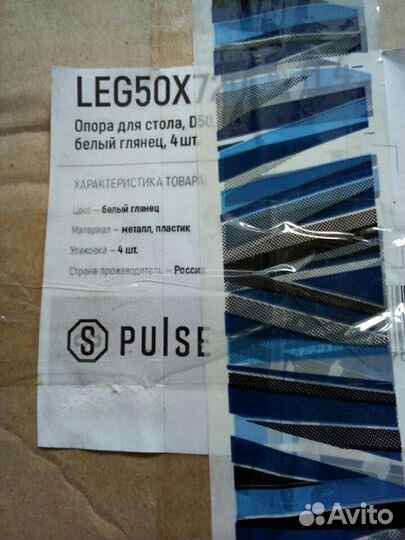 LEG50X72
Опора для стола, D50,
белый глянец, 4 шт.
ХАРАКТЕРИСТИКА ТОВАРА:
Цвет – белый глянец
Материал – металл, пластик
Упаковка – 4 шт.
Страна производитель – Россия
S PULSE
Avito